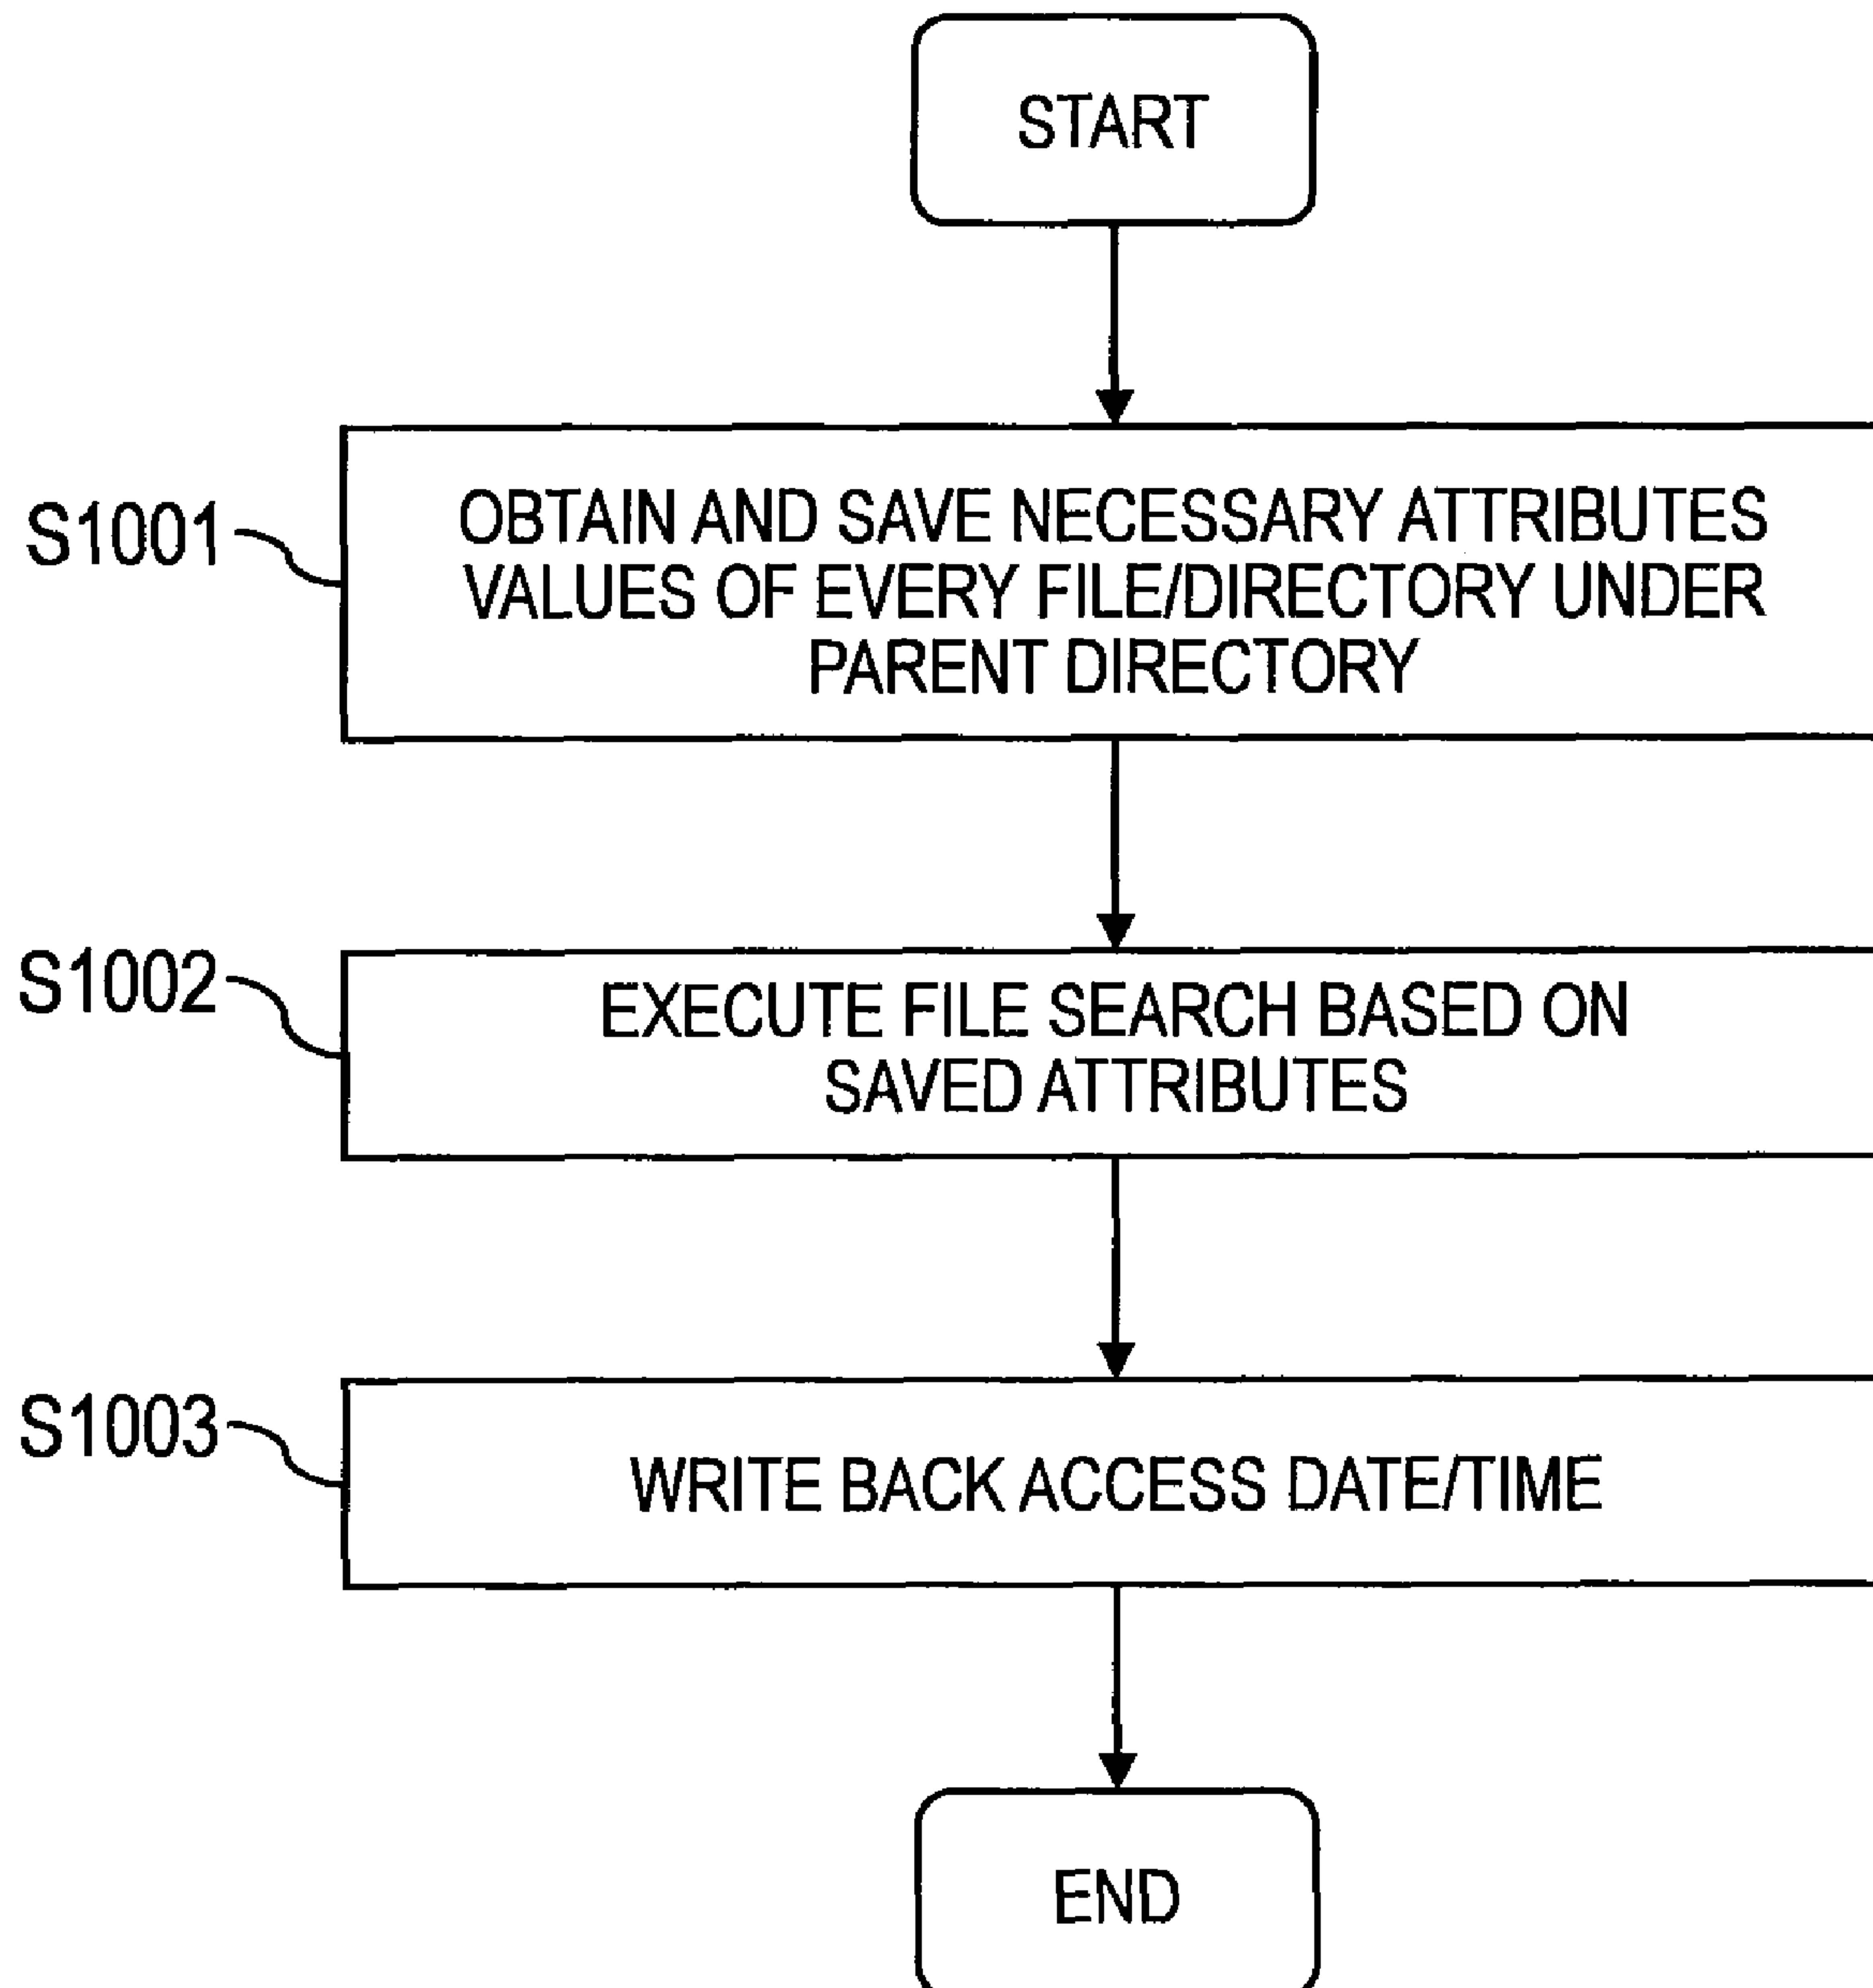 START
S1001
OBTAIN AND SAVE NECESSARY ATTRIBUTES
VALUES OF EVERY FILE/DIRECTORY UNDER
PARENT DIRECTORY
S1002
EXECUTE FILE SEARCH BASED ON
SAVED ATTRIBUTES
S1003
WRITE BACK ACCESS DATE/TIME
END